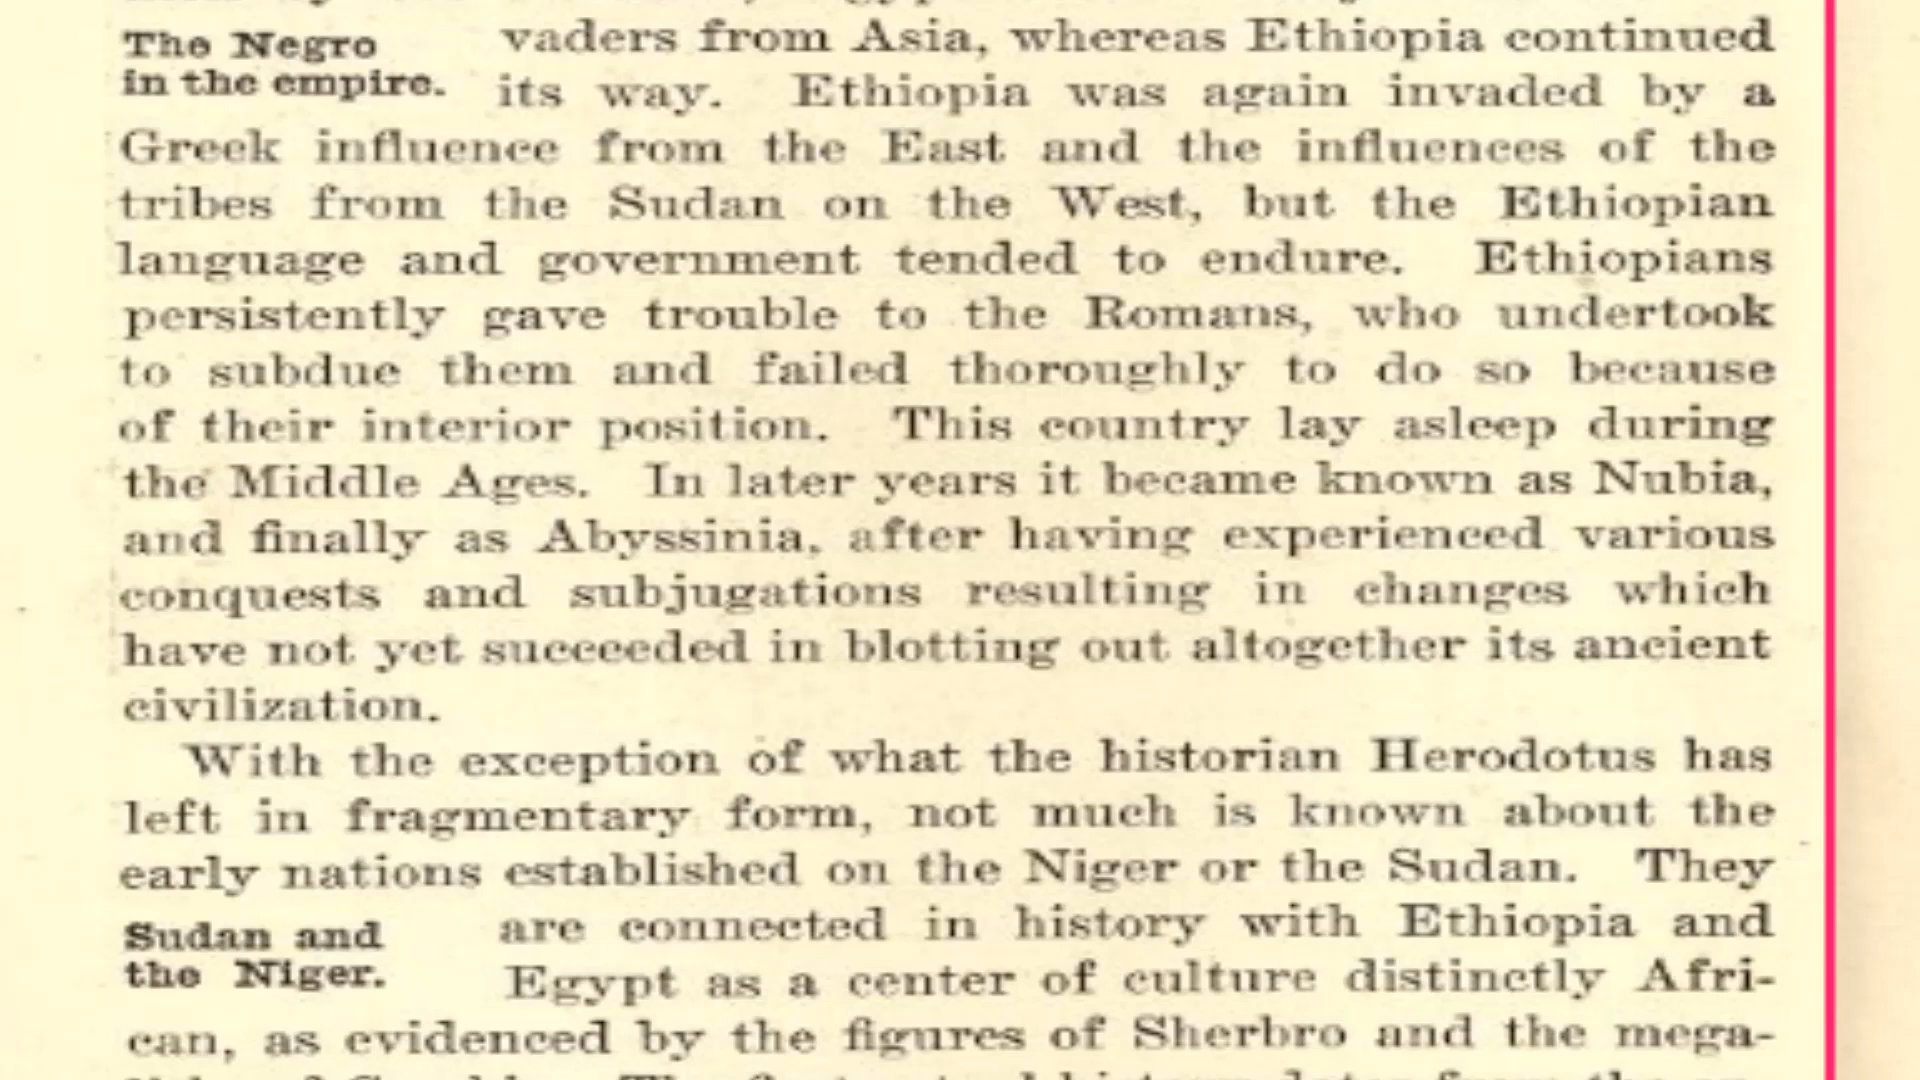 The Negro
in the empire.
vaders from Asia, whereas Ethiopia continued
its way. Ethiopia was again invaded by a
Greek influence from the East and the influences of the
tribes from the Sudan on the West, but the Ethiopian
language and government tended to endure. Ethiopians
persistently gave trouble to the Romans, who undertook
to subdue them and failed thoroughly to do so because
of their interior position. This country lay asleep during
the Middle Ages. In later years it became known as Nubia,
and finally as Abyssinia, after having experienced various
conquests and subjugations resulting in changes which
have not yet succeeded in blotting out altogether its ancient
civilization.
With the exception of what the historian Herodotus has
left in fragmentary form, not much is known about the
early nations established on the Niger or the Sudan. They
Sudan and
the Niger.
are connected in history with Ethiopia and
Egypt as a center of culture distinctly Afri-
can, as evidenced by the figures of Sherbro and the mega-